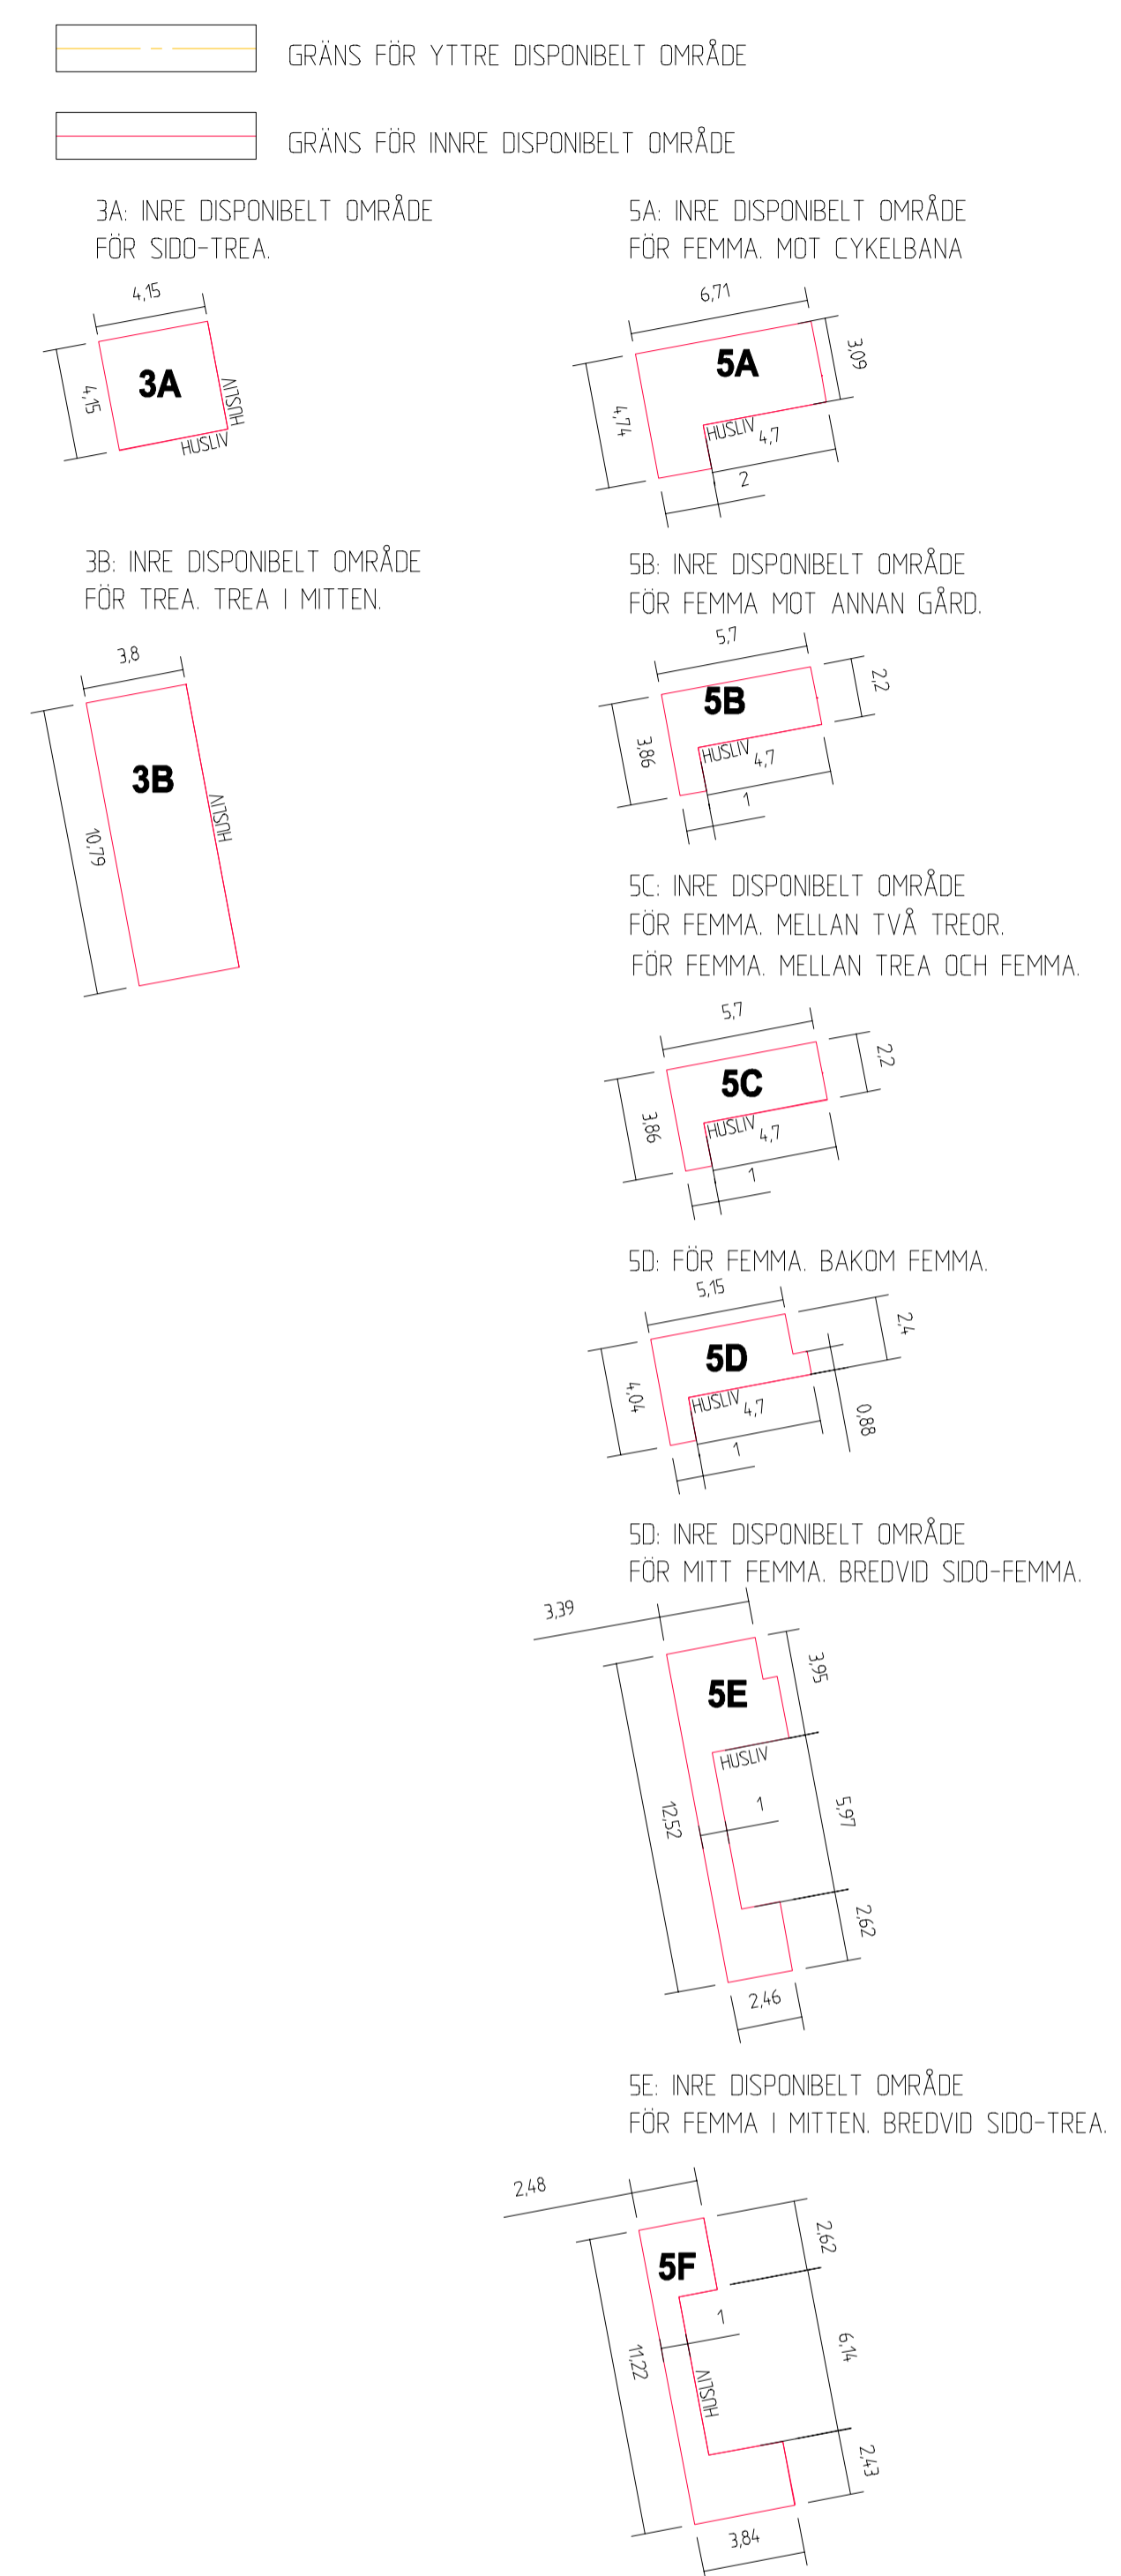 GRÄNS FÖR YTTRE DISPONIBELT OMRÅDE
GRÄNS FÖR INNRE DISPONIBELT OMRÅDE
3A: INRE DISPONIBELT OMRÅDE
FÖR SIDO-TREA.
4,15
4,15
3A
HUSLIV
HUSLIV
3B: INRE DISPONIBELT OMRÅDE
FÖR TREA. TREA I MITTEN.
3,8
3B
10,79
HUSLIV
5A: INRE DISPONIBELT OMRÅDE
FÖR FEMMA. MOT CYKELBANA
6,71
5A
3,09
4,74
HUSLIV
4,7
2
5B: INRE DISPONIBELT OMRÅDE
FÖR FEMMA MOT ANNAN GÅRD.
5,7
5B
2,2
3,86
HUSLIV
4,7
1
5C: INRE DISPONIBELT OMRÅDE
FÖR FEMMA. MELLAN TVÅ TREOR.
FÖR FEMMA. MELLAN TREA OCH FEMMA.
5,7
5C
2,2
3,86
HUSLIV
4,7
1
5D: FÖR FEMMA. BAKOM FEMMA.
5,15
5D
2,4
4,04
HUSLIV
4,7
0,88
1
5D: INRE DISPONIBELT OMRÅDE
FÖR MITT FEMMA. BREDVID SIDO-FEMMA.
3,39
5E
3,95
HUSLIV
12,52
1
5,97
2,62
2,46
5E: INRE DISPONIBELT OMRÅDE
FÖR FEMMA I MITTEN. BREDVID SIDO-TREA.
2,48
5F
2,62
1
11,22
6,14
HUSLIV
2,43
3,84